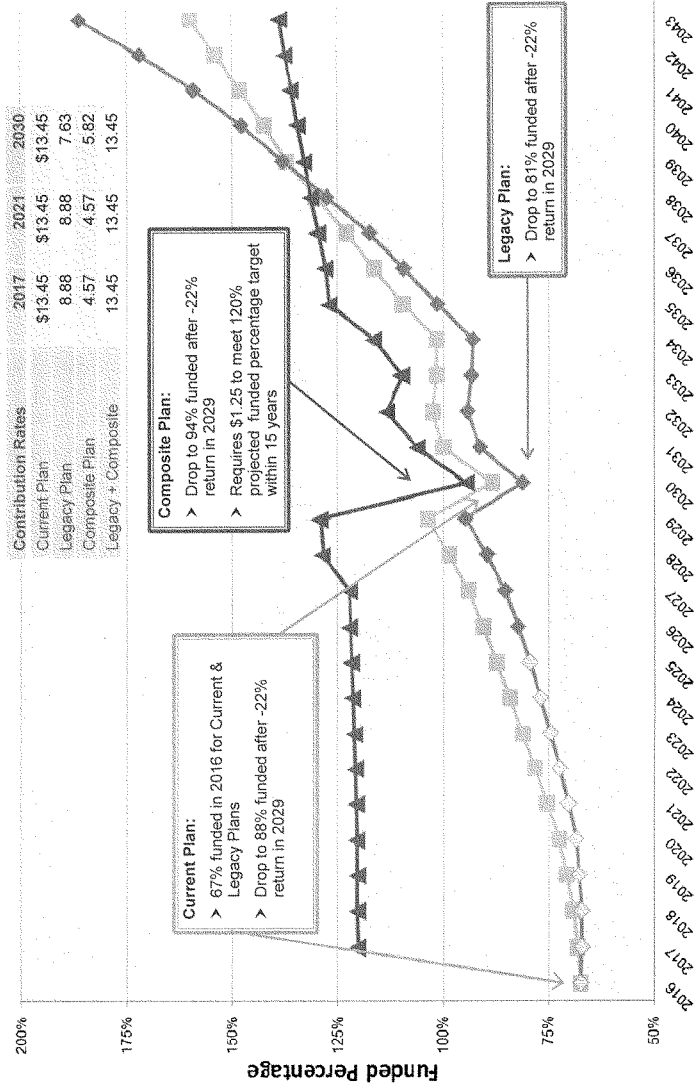 Contribution Rates 2017 2021 2030
Current Plan $13.45 $13.45 $13.45
Legacy Plan 8.88 8.88 7.63
Composite Plan 4.57 4.57 5.82
Legacy + Composite 13.45 13.45 13.45
Composite Plan:
➤ Drop to 94% funded after -22%
return in 2029
➤ Requires $1.25 to meet 120%
projected funded percentage target
within 15 years
Current Plan:
➤ 67% funded in 2016 for Current &
Legacy Plans
➤ Drop to 88% funded after -22%
return in 2029
Legacy Plan:
➤ Drop to 81% funded after -22%
return in 2029
Funded Percentage
200%
175%
150%
125%
100%
75%
50%
2016
2017
2018
2019
2020
2021
2022
2023
2024
2025
2026
2027
2028
2029
2030
2031
2032
2033
2034
2035
2036
2037
2038
2039
2040
2041
2042
2043